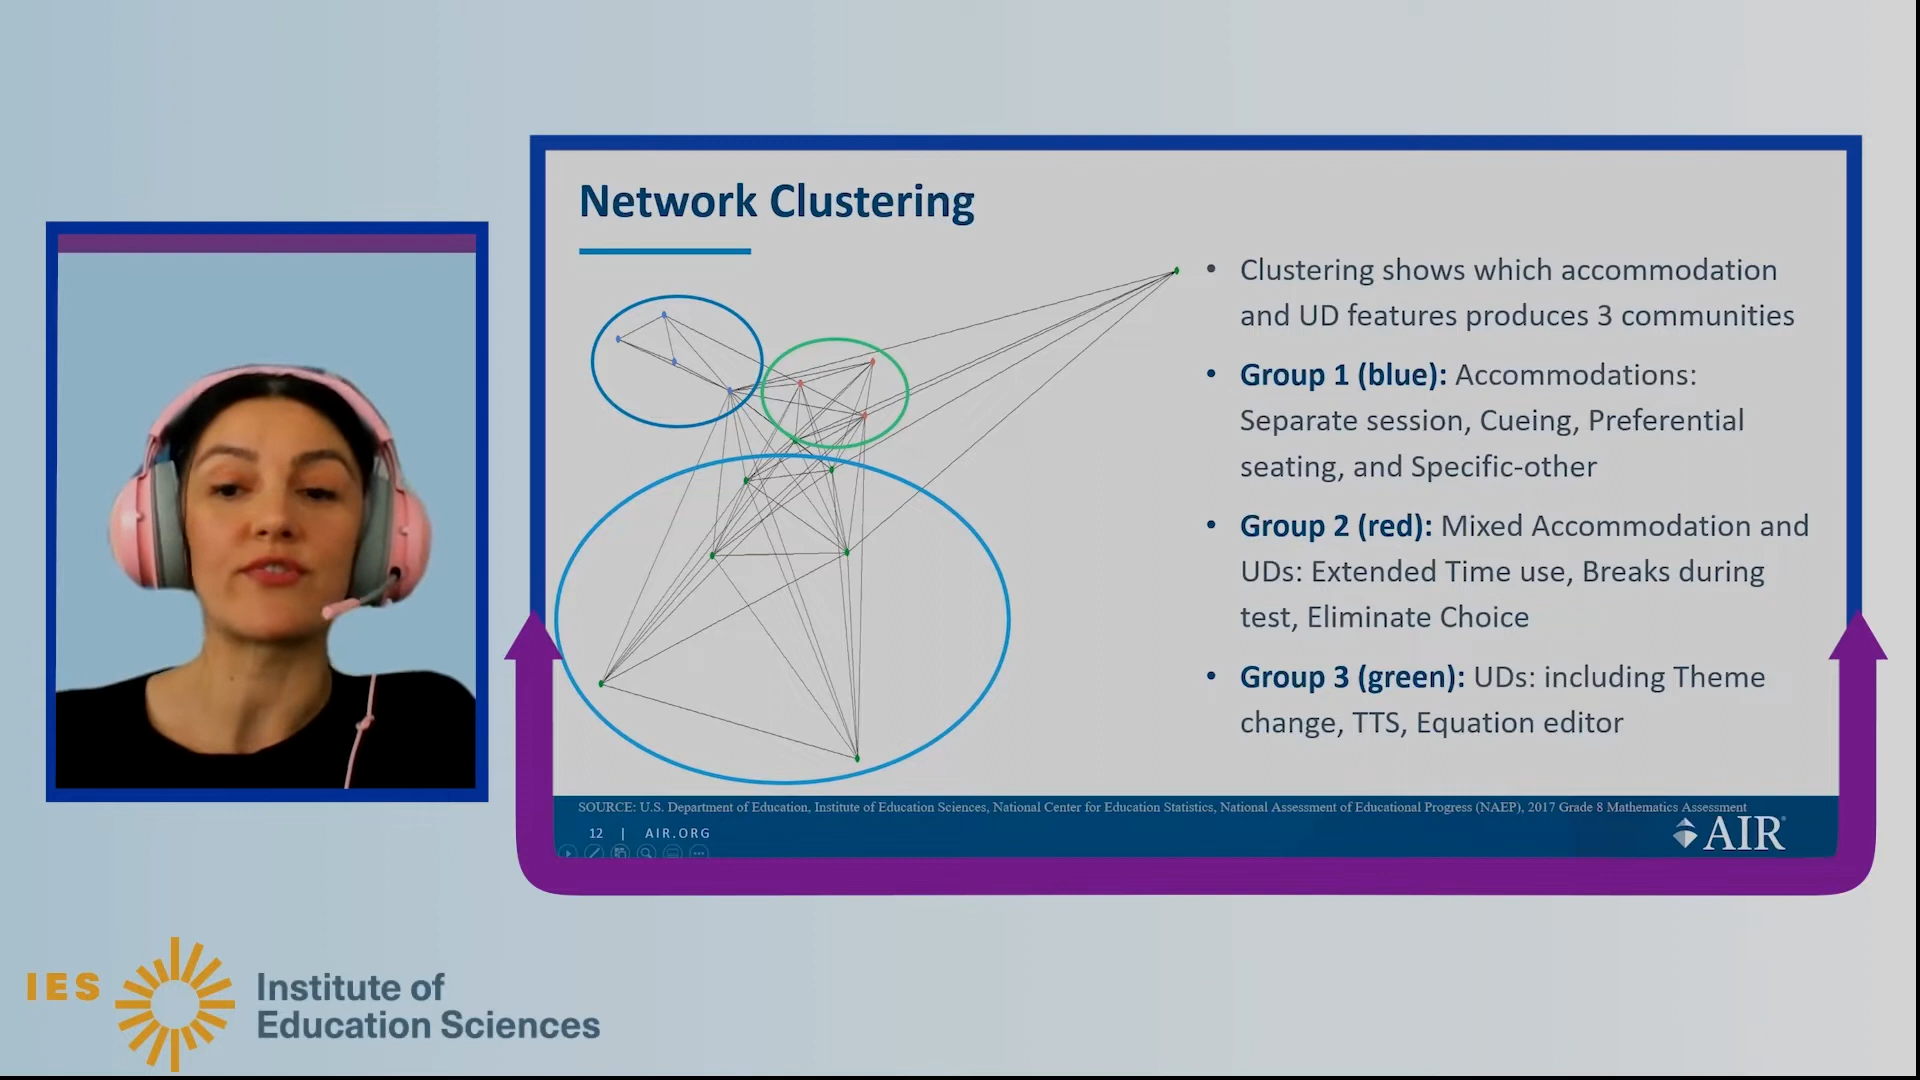 Network Clustering
• Clustering shows which accommodation
and UD features produces 3 communities
• Group 1 (blue): Accommodations:
Separate session, Cueing, Preferential
seating, and Specific-other
• Group 2 (red): Mixed Accommodation and
UDs: Extended Time use, Breaks during
test, Eliminate Choice
• Group 3 (green): UDs: including Theme
change, TTS, Equation editor
SOURCE: U.S. Department of Education, Institute of Education Sciences, National Center for Education Statistics, National Assessment of Educational Progress (NAEP), 2017 Grade 8 Mathematics Assessment
12 | AIR.ORG
AIR
IES
Institute of
Education Sciences